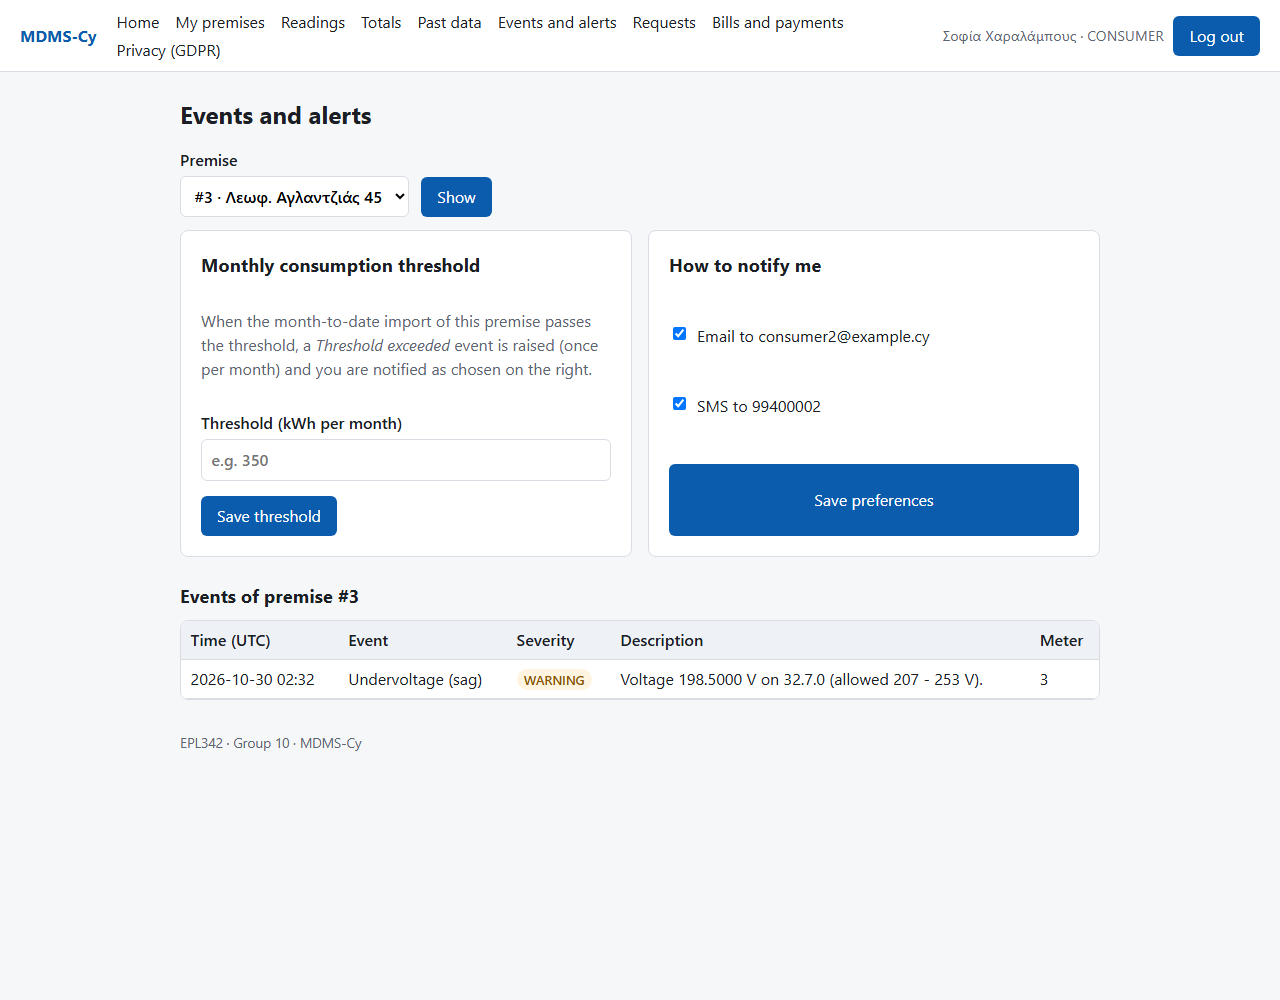 MDMS-Cy
Home My premises Readings Totals Past data Events and alerts Requests Bills and payments
Privacy (GDPR)
Σοφία Χαραλάμπους · CONSUMER
Log out
Events and alerts
Premise
#3 · Λεωφ. Αγλαντζιάς 45
Show
Monthly consumption threshold
When the month-to-date import of this premise passes
the threshold, a Threshold exceeded event is raised (once
per month) and you are notified as chosen on the right.
Threshold (kWh per month)
e.g. 350
Save threshold
How to notify me
Email to consumer2@example.cy
SMS to 99400002
Save preferences
Events of premise #3
Time (UTC) Event Severity Description Meter
2026-10-30 02:32 Undervoltage (sag) WARNING Voltage 198.5000 V on 32.7.0 (allowed 207 - 253 V). 3
EPL342 · Group 10 · MDMS-Cy